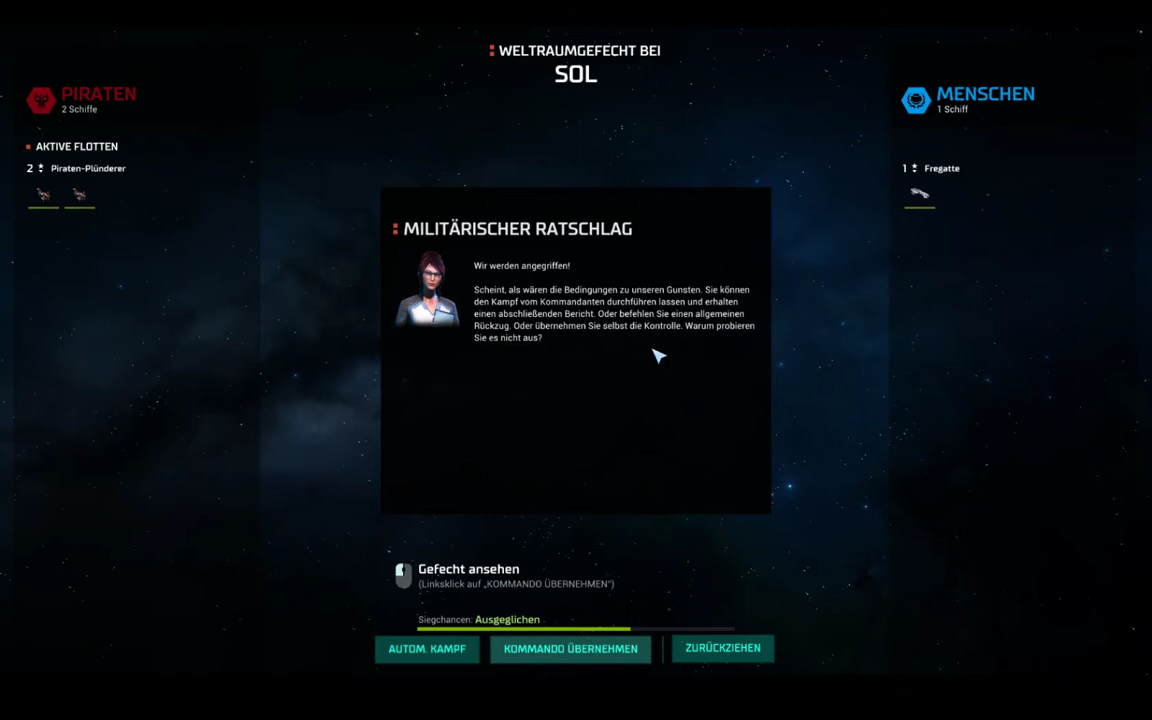 WELTRAUMGEFECHT BEI
SOL
PIRATEN
2 Schiffe
MENSCHEN
1 Schiff
AKTIVE FLOTTEN
2 Piraten-Plünderer
1 Fregatte
MILITÄRISCHER RATSCHLAG
Wir werden angegriffen!
Scheint, als wären die Bedingungen zu unseren Gunsten. Sie können
den Kampf vom Kommandanten durchführen lassen und erhalten
einen abschließenden Bericht. Oder befehlen Sie einen allgemeinen
Rückzug. Oder übernehmen Sie selbst die Kontrolle. Warum probieren
Sie es nicht aus?
Gefecht ansehen
(Linksklick auf „KOMMANDO ÜBERNEHMEN")
Siegchancen: Ausgeglichen
AUTOM. KAMPF
KOMMANDO ÜBERNEHMEN
ZURÜCKZIEHEN